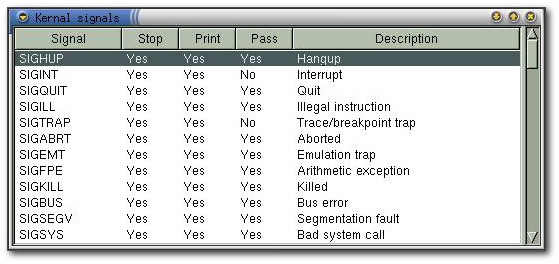 Kernal signals
Signal Stop Print Pass Description
SIGHUP Yes Yes Yes Hangup
SIGINT Yes Yes No Interrupt
SIGQUIT Yes Yes Yes Quit
SIGILL Yes Yes Yes Illegal instruction
SIGTRAP Yes Yes No Trace/breakpoint trap
SIGABRT Yes Yes Yes Aborted
SIGEMT Yes Yes Yes Emulation trap
SIGFPE Yes Yes Yes Arithmetic exception
SIGKILL Yes Yes Yes Killed
SIGBUS Yes Yes Yes Bus error
SIGSEGV Yes Yes Yes Segmentation fault
SIGSYS Yes Yes Yes Bad system call